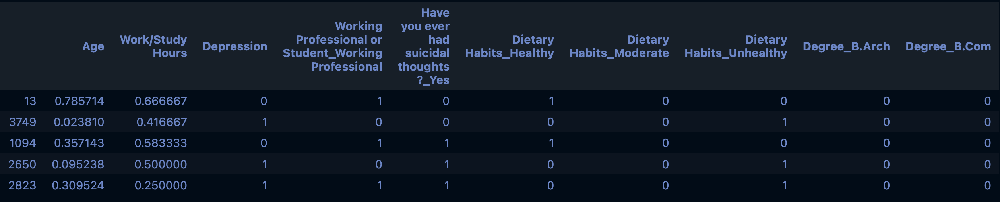 Age Work/Study Hours Depression Working Professional or Student_Working Professional Have you ever had suicidal thoughts ?_Yes Dietary Habits_Healthy Dietary Habits_Moderate Dietary Habits_Unhealthy Degree_B.Arch Degree_B.Com
13 0.785714 0.666667 0 1 0 1 0 0 0 0
3749 0.023810 0.416667 1 0 0 0 0 1 0 0
1094 0.357143 0.583333 0 1 1 1 0 0 0 0
2650 0.095238 0.500000 1 0 1 0 0 1 0 0
2823 0.309524 0.250000 1 1 1 0 0 1 0 0